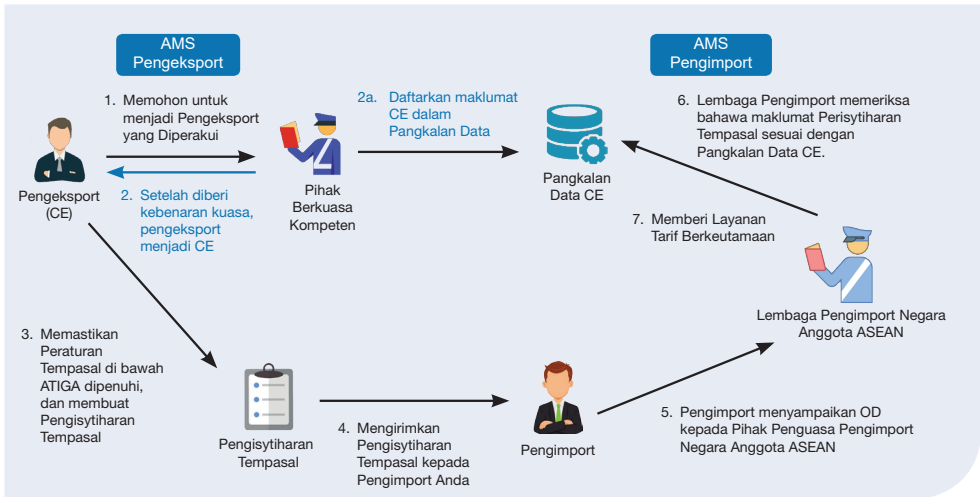 AMS
Pengeksport
AMS
Pengimport
1. Memohon untuk
menjadi Pengeksport
yang Diperakui
2a. Daftarkan maklumat
CE dalam
Pangkalan Data
6. Lembaga Pengimport memeriksa
bahawa maklumat Perisytiharan
Tempasal sesuai dengan
Pangkalan Data CE.
Pengeksport
(CE)
2. Setelah diberi
kebenaran kuasa,
pengeksport
menjadi CE
Pihak
Berkuasa
Kompeten
Pangkalan
Data CE
7. Memberi Layanan
Tarif Berkeutamaan
Lembaga Pengimport Negara
Anggota ASEAN
3. Memastikan
Peraturan
Tempasal di bawah
ATIGA dipenuhi,
dan membuat
Pengisytiharan
Tempasal
Pengisytiharan
Tempasal
4. Mengirimkan
Pengisytiharan
Tempasal kepada
Pengimport Anda
Pengimport
5. Pengimport menyampaikan OD
kepada Pihak Penguasa Pengimport
Negara Anggota ASEAN